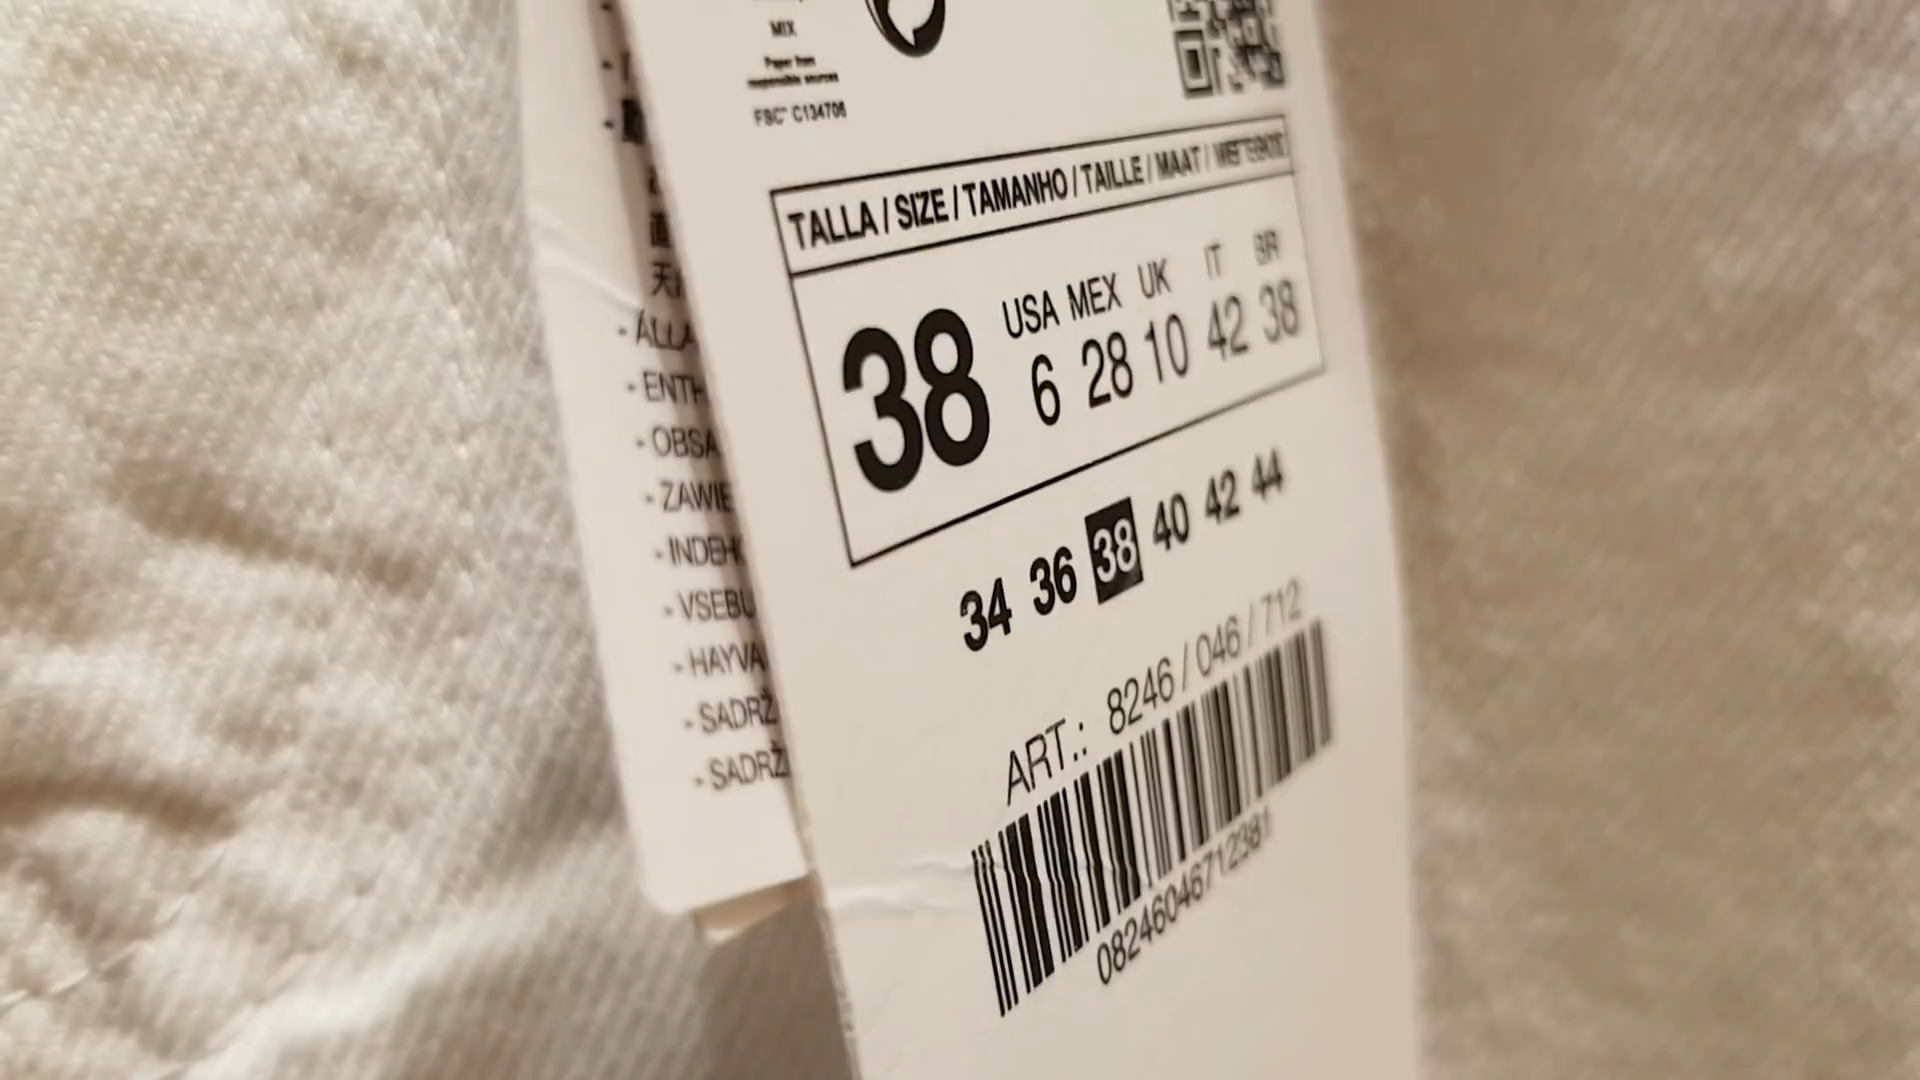 MIX
Paper from
responsible sources
FSC™ C134706
TALLA / SIZE / TAMANHO / TAILLE / MAAT /
USA MEX UK IT BR
38 6 28 10 42 38
34 36 38 40 42 44
ART.: 8246 / 046 / 712
08246046712381
- ÁLLA
- ENTH
- OBSA
- ZAWIE
- INDEHO
- VSEBU
- HAYVA
- SADRŽ
- SADRŽ